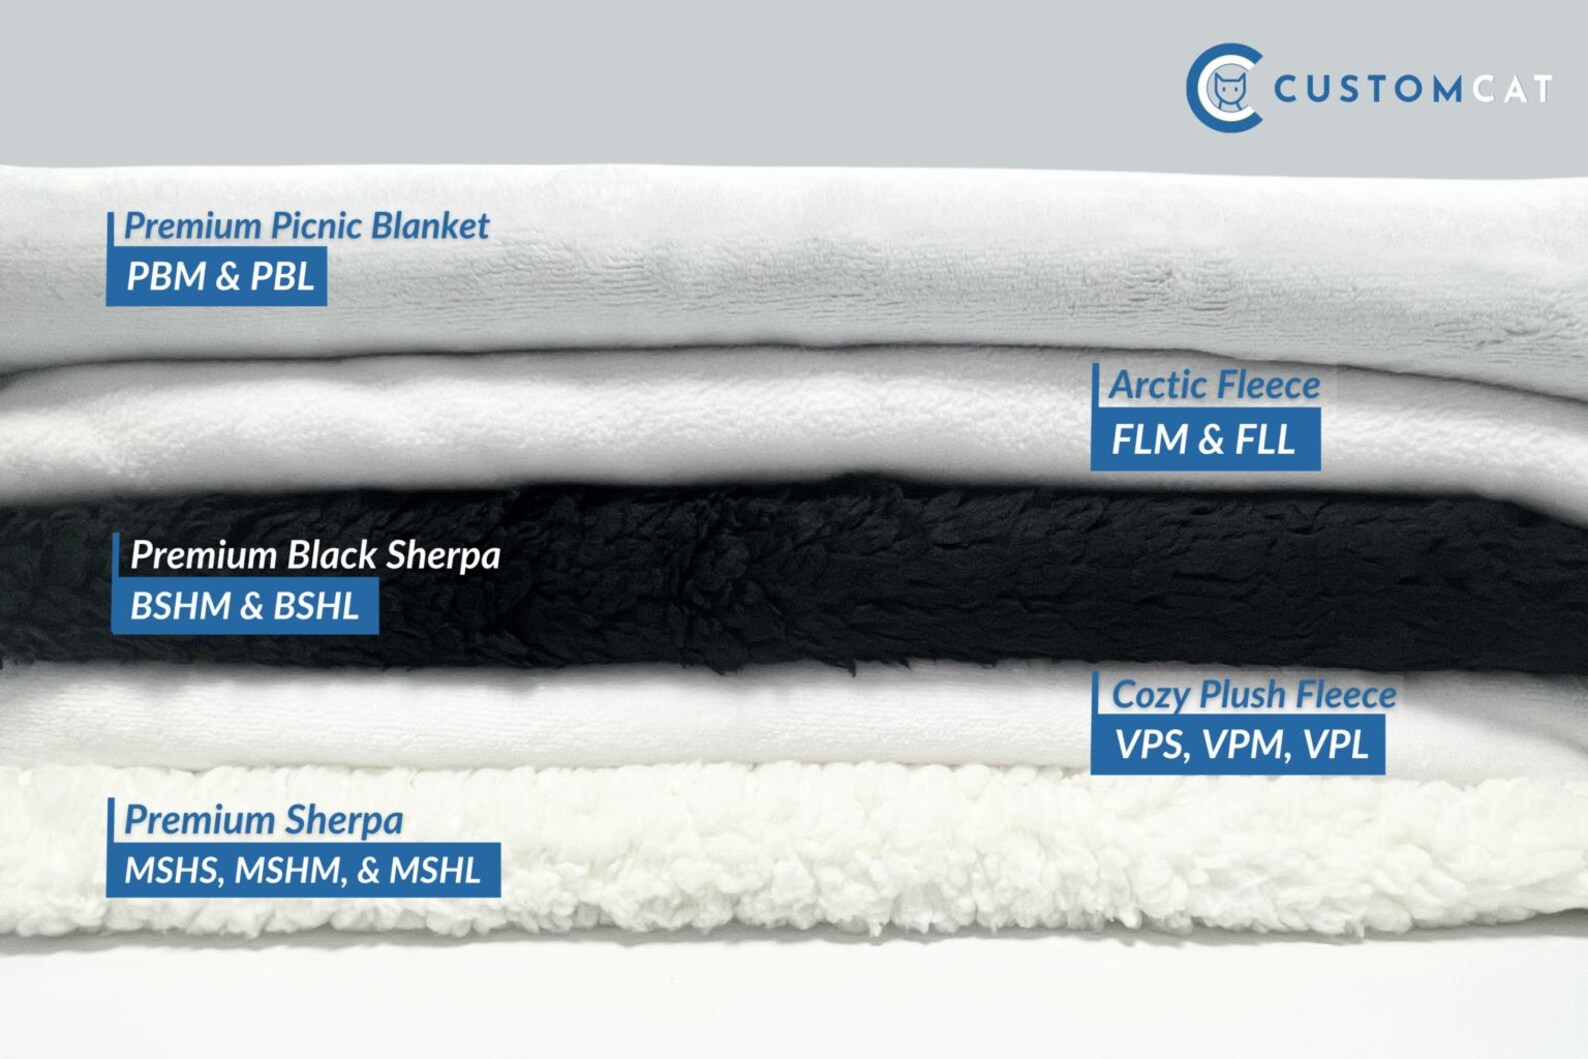 CUSTOMCAT
Premium Picnic Blanket
PBM & PBL
Arctic Fleece
FLM & FLL
Premium Black Sherpa
BSHM & BSHL
Cozy Plush Fleece
VPS, VPM, VPL
Premium Sherpa
MSHS, MSHM, & MSHL